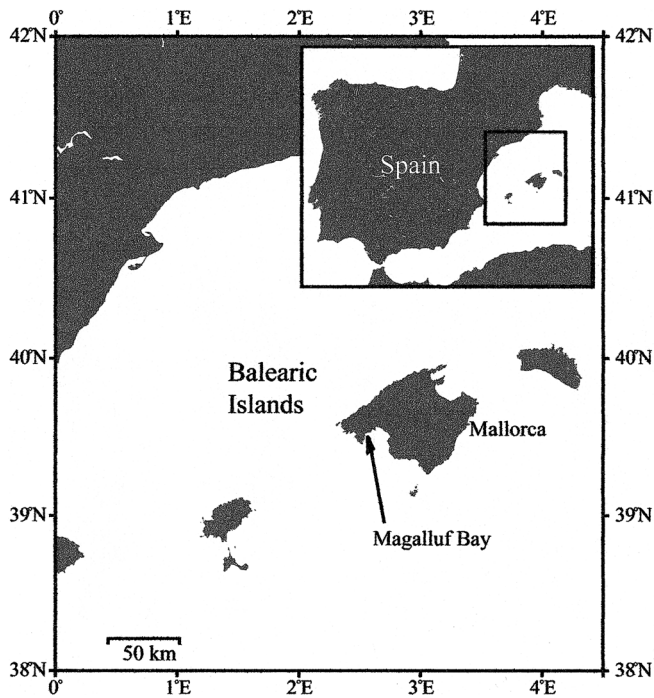 0° 1°E 2°E 3°E 4°E
42°N 42°N
Spain
41°N 41°N
40°N 40°N
Balearic
Islands
Mallorca
39°N 39°N
Magalluf Bay
50 km
38°N 38°N
0° 1°E 2°E 3°E 4°E